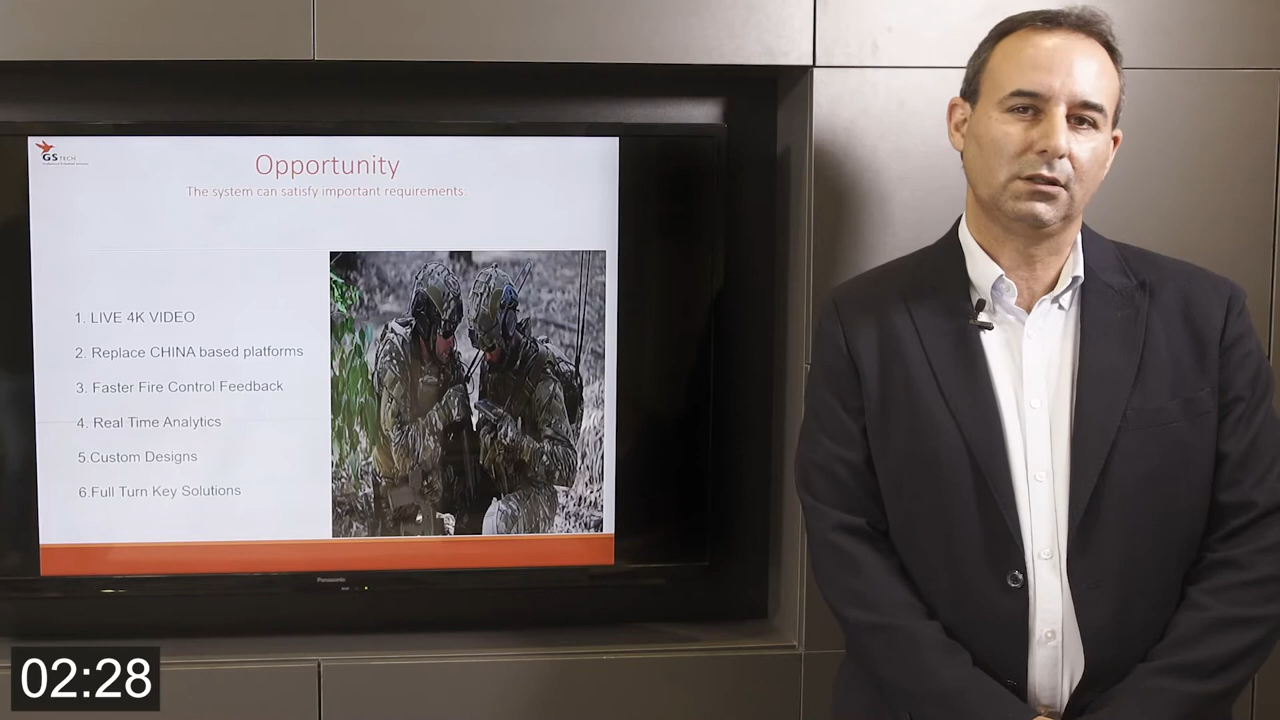 GS TECH
Opportunity
The system can satisfy important requirements:
1. LIVE 4K VIDEO
2. Replace CHINA based platforms
3. Faster Fire Control Feedback
4. Real Time Analytics
5.Custom Designs
6.Full Turn Key Solutions
Panasonic
02:28